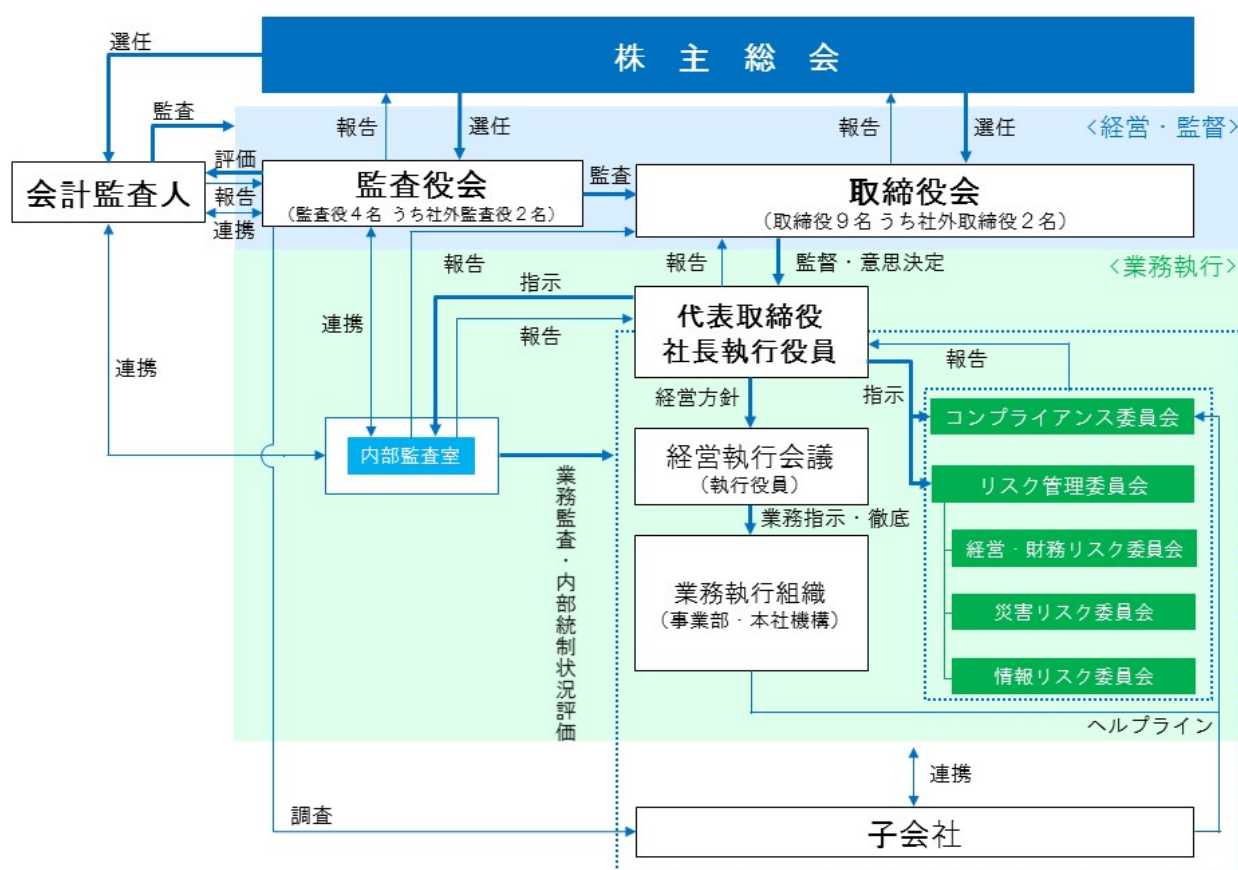 株 主 総 会
選任
監査
報告
選任
報告
選任
<経営・監督>
会計監査人
評価
報告
連携
監査役会
(監査役4名 うち社外監査役2名)
監査
取締役会
(取締役9名 うち社外取締役2名)
報告
報告
監督・意思決定
<業務執行>
指示
連携
報告
代表取締役
社長執行役員
報告
連携
経営方針
指示
コンプライアンス委員会
内部監査室
経営執行会議
(執行役員)
リスク管理委員会
業務監査・内部統制状況評価
業務指示・徹底
経営・財務リスク委員会
業務執行組織
(事業部・本社機構)
災害リスク委員会
情報リスク委員会
ヘルプライン
連携
調査
子会社